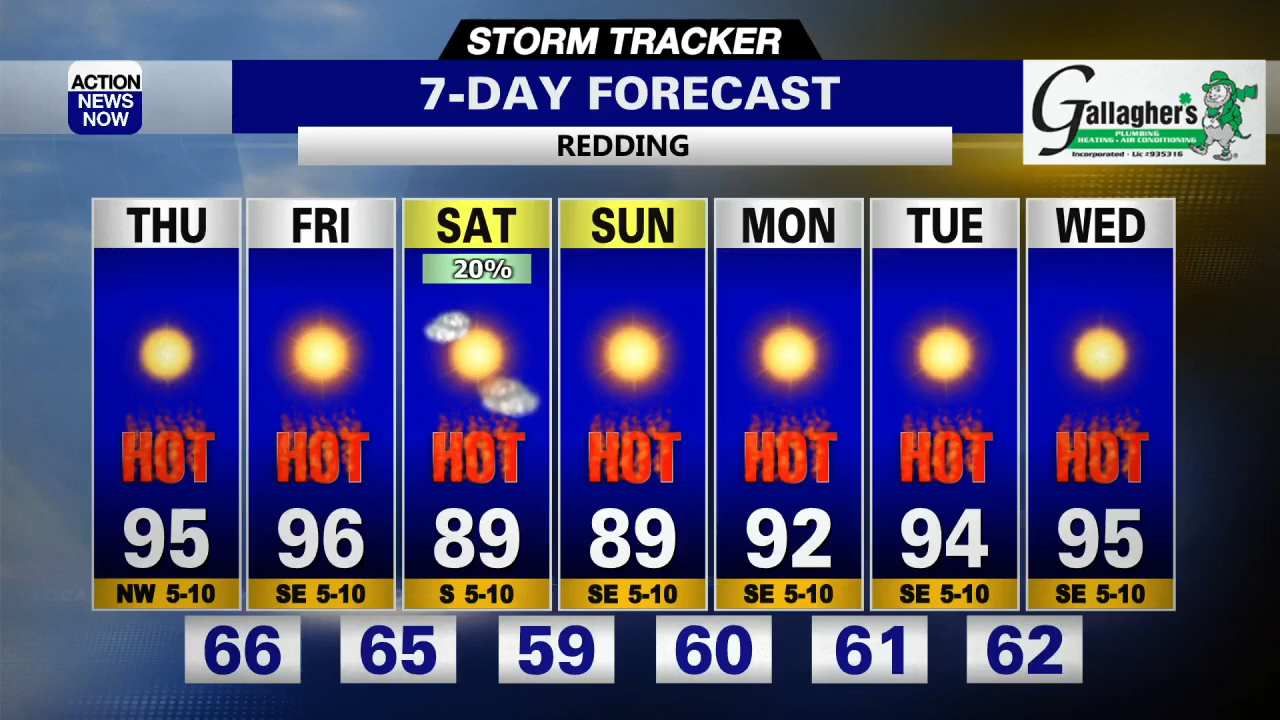 STORM TRACKER
7-DAY FORECAST
ACTION
NEWS
NOW
REDDING
Gallagher's
PLUMBING
HEATING • AIR CONDITIONING
Incorporated - Lic #935316
®
THU FRI SAT SUN MON TUE WED
20%
HOT HOT HOT HOT HOT HOT HOT
95 96 89 89 92 94 95
NW 5-10 SE 5-10 S 5-10 SE 5-10 SE 5-10 SE 5-10 SE 5-10
66 65 59 60 61 62